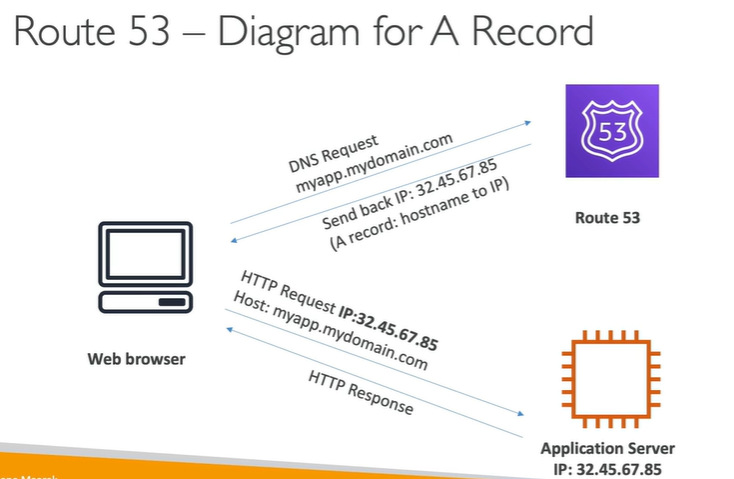 Route 53 – Diagram for A Record
DNS Request
myapp.mydomain.com
Send back IP: 32.45.67.85
(A record: hostname to IP)
53
Route 53
HTTP Request IP:32.45.67.85
Host: myapp.mydomain.com
HTTP Response
Web browser
Application Server
IP: 32.45.67.85